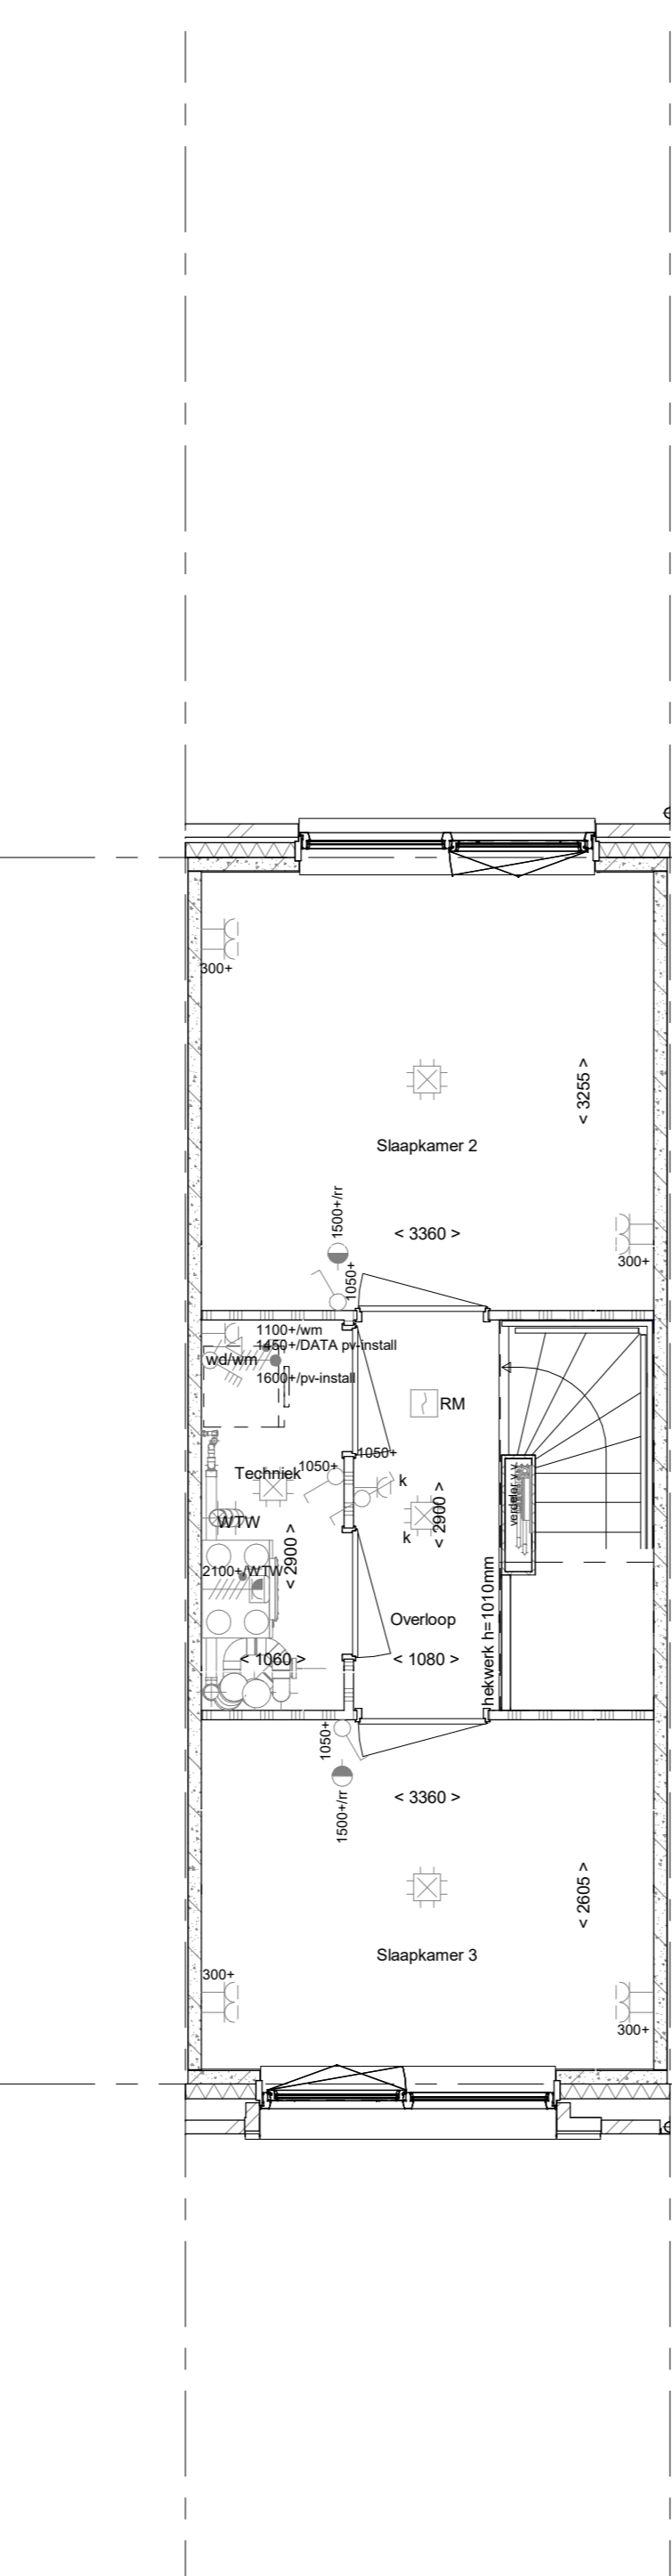 300+
< 3255 >
Slaapkamer 2
1500+/rr
< 3360 >
300+
1050+
1100+/wm
1450+/DATA pv-install
wd/wm
1600+/pv-install
RM
1050+
Techniek
1050+
k
verdeler v.v.
WTW
< 2900 >
k
< 2900 >
2100+/WTW
Overloop
hekwerk h=1010mm
< 1060 >
< 1080 >
1050+
1500+/rr
< 3360 >
< 2605 >
Slaapkamer 3
300+
300+